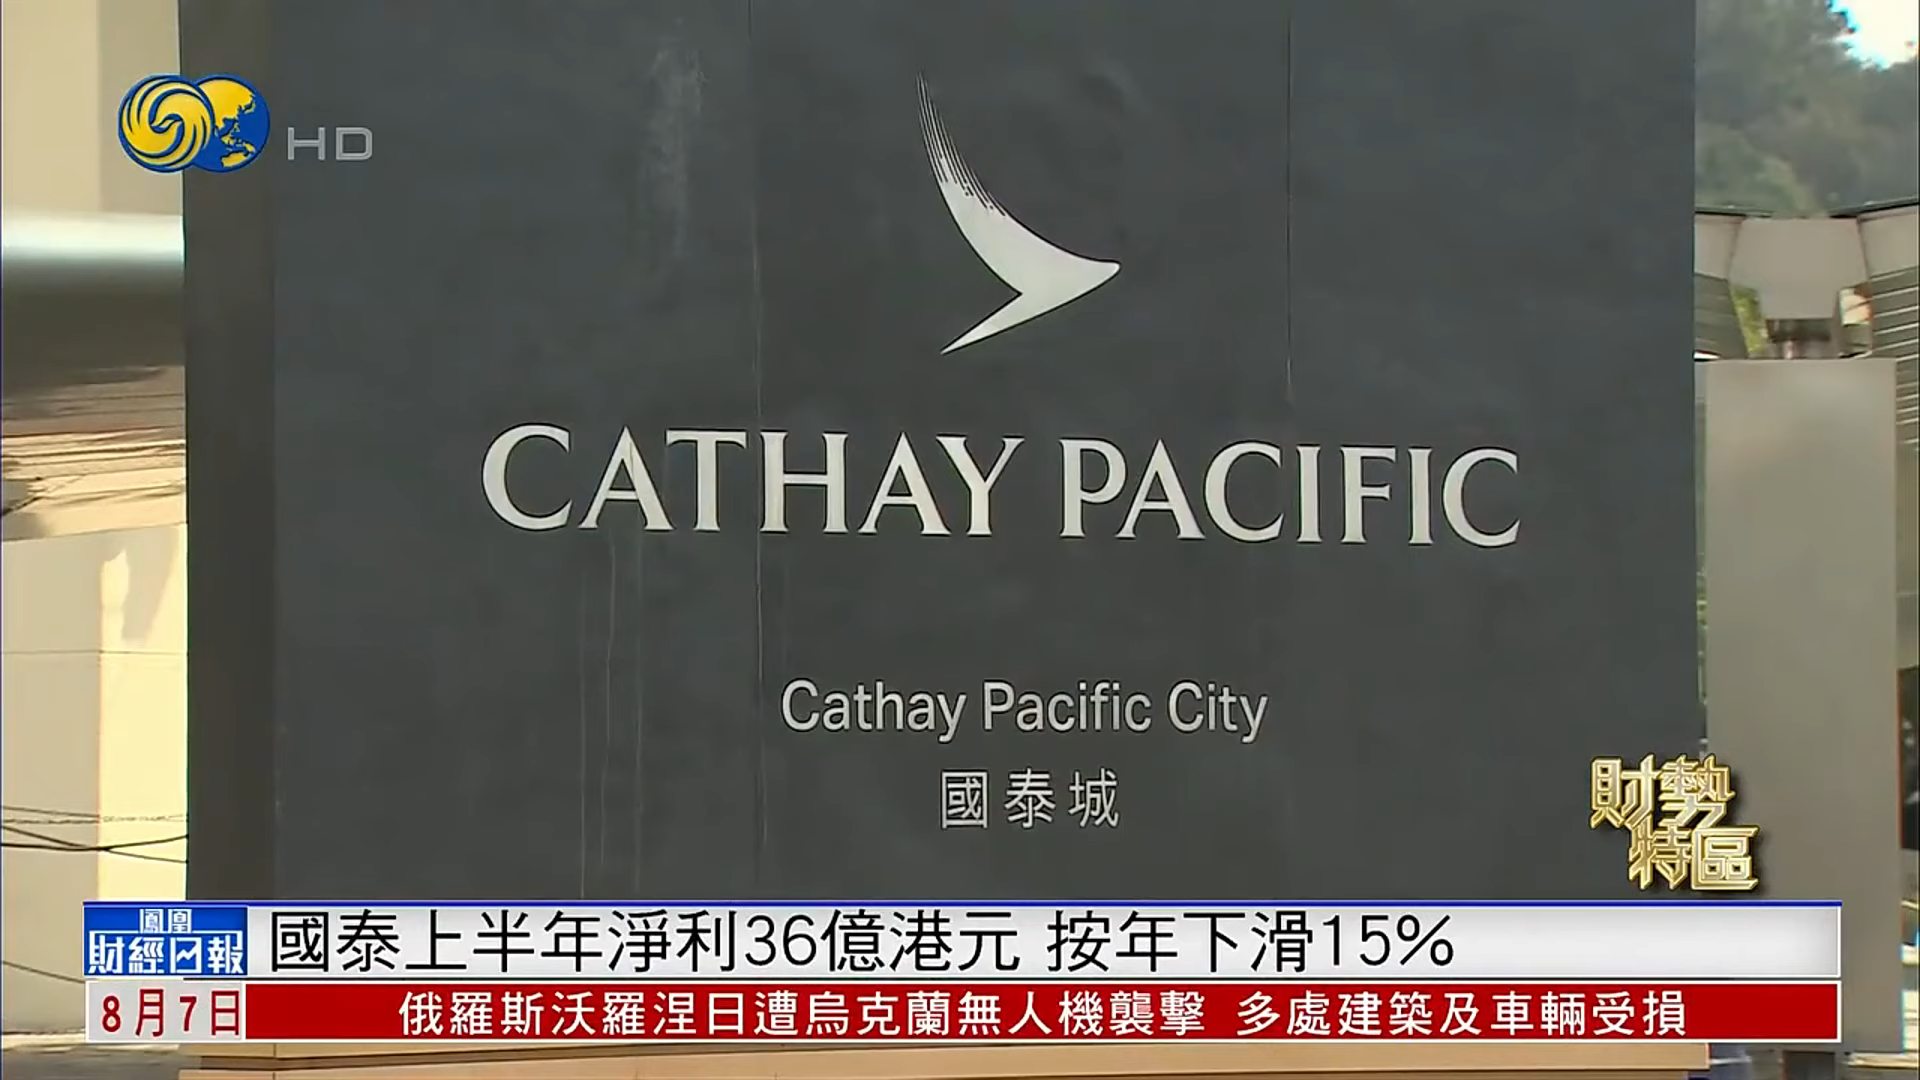 HD
CATHAY PACIFIC
Cathay Pacific City
國泰城
財勢
特區
鳳凰
財經日報
國泰上半年淨利36億港元 按年下滑15%
8月7日
俄羅斯沃羅涅日遭烏克蘭無人機襲擊 多處建築及車輛受損